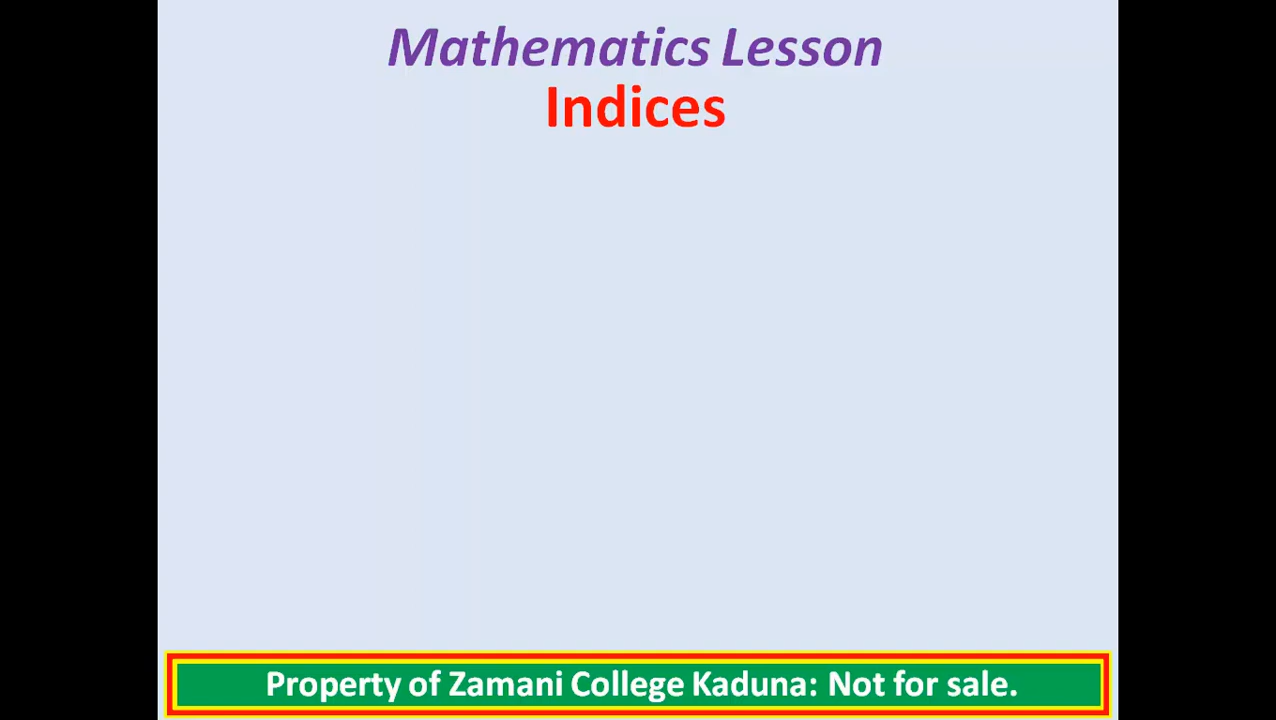 Mathematics Lesson
Indices
Property of Zamani College Kaduna: Not for sale.